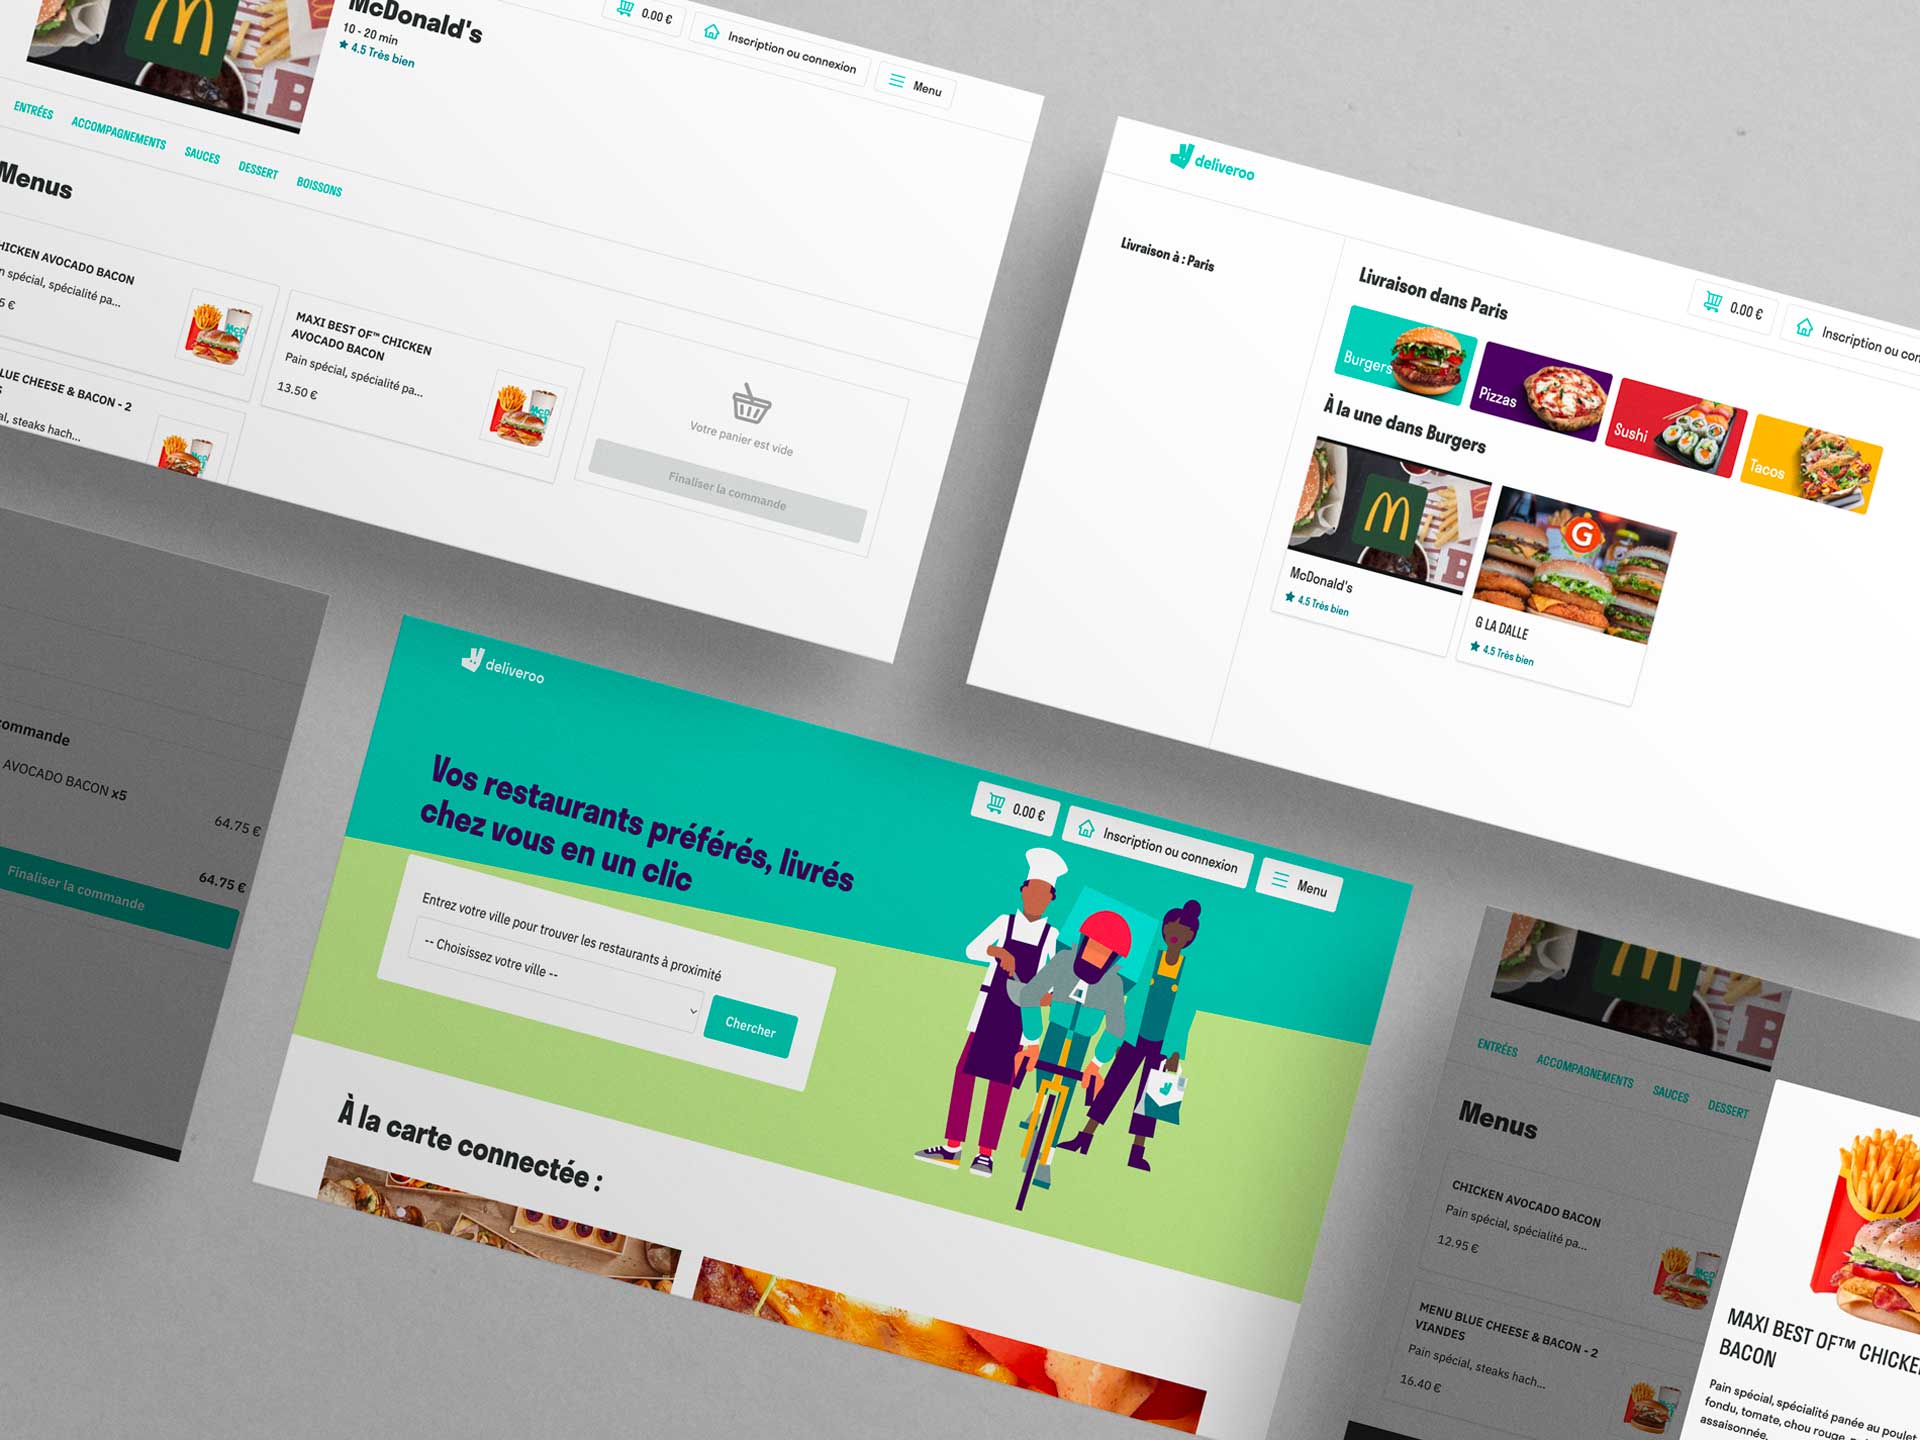 McDonald's
10 - 20 min
4.5 Très bien
0.00 €
Inscription ou connexion
Menu
ENTRÉES
ACCOMPAGNEMENTS
SAUCES
DESSERT
BOISSONS
Menus
CHICKEN AVOCADO BACON
spécial, spécialité pa...
5 €
MAXI BEST OF™ CHICKEN
AVOCADO BACON
Pain spécial, spécialité pa...
13.50 €
BLUE CHEESE & BACON - 2
steaks hach...
Votre panier est vide
Finaliser la commande
deliveroo
Livraison à : Paris
0.00 €
Inscription ou con
Livraison dans Paris
Burgers
Pizzas
Sushi
Tacos
À la une dans Burgers
G
McDonald's
4.5 Très bien
G LA DALLE
4.5 Très bien
commande
AVOCADO BACON x5
64.75 €
64.75 €
Finaliser la commande
deliveroo
0.00 €
Inscription ou connexion
Menu
Vos restaurants préférés, livrés
chez vous en un clic
Entrez votre ville pour trouver les restaurants à proximité
-- Choisissez votre ville --
Chercher
À la carte connectée :
ENTRÉES
ACCOMPAGNEMENTS
SAUCES
DESSERT
Menus
CHICKEN AVOCADO BACON
Pain spécial, spécialité pa...
12.95 €
MENU BLUE CHEESE & BACON - 2
VIANDES
Pain spécial, steaks hach...
16.40 €
MAXI BEST OF™ CHICKE
BACON
Pain spécial, spécialité panée au poulet
fondu, tomate, chou rouge
assaisonnée.